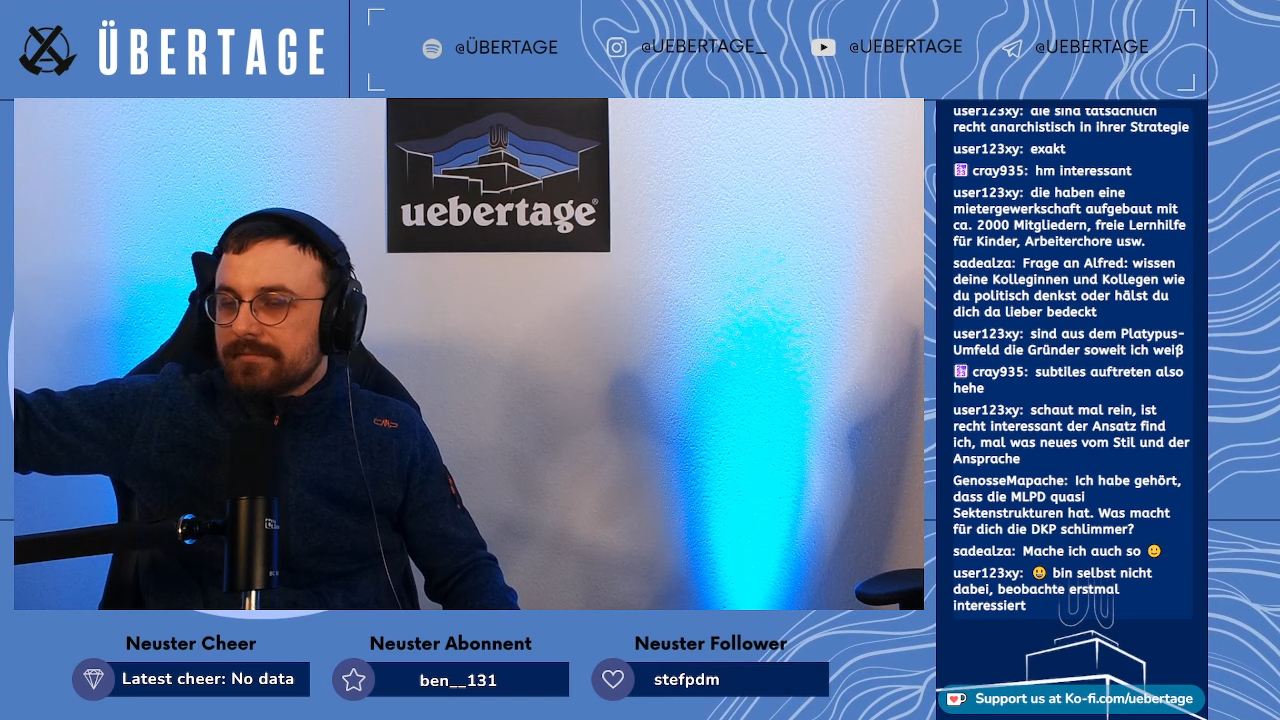 ÜBERTAGE
@ÜBERTAGE
@UEBERTAGE_
@UEBERTAGE
@UEBERTAGE
uebertage®
user123xy: die sind tatsächlich
recht anarchistisch in ihrer Strategie
user123xy: exakt
cray935: hm interessant
user123xy: die haben eine
mietergewerkschaft aufgebaut mit
ca. 2000 Mitgliedern, freie Lernhilfe
für Kinder, Arbeiterchore usw.
sadealza: Frage an Alfred: wissen
deine Kolleginnen und Kollegen wie
du politisch denkst oder hälst du
dich da lieber bedeckt
user123xy: sind aus dem Platypus-
Umfeld die Gründer soweit ich weiß
cray935: subtiles auftreten also
hehe
user123xy: schaut mal rein, ist
recht interessant der Ansatz find
ich, mal was neues vom Stil und der
Ansprache
GenosseMapache: Ich habe gehört,
dass die MLPD quasi
Sektenstrukturen hat. Was macht
für dich die DKP schlimmer?
sadealza: Mache ich auch so 🙂
user123xy: 😀 bin selbst nicht
dabei, beobachte erstmal
interessiert
Neuster Cheer
Latest cheer: No data
Neuster Abonnent
ben__131
Neuster Follower
stefpdm
Support us at Ko-fi.com/uebertage